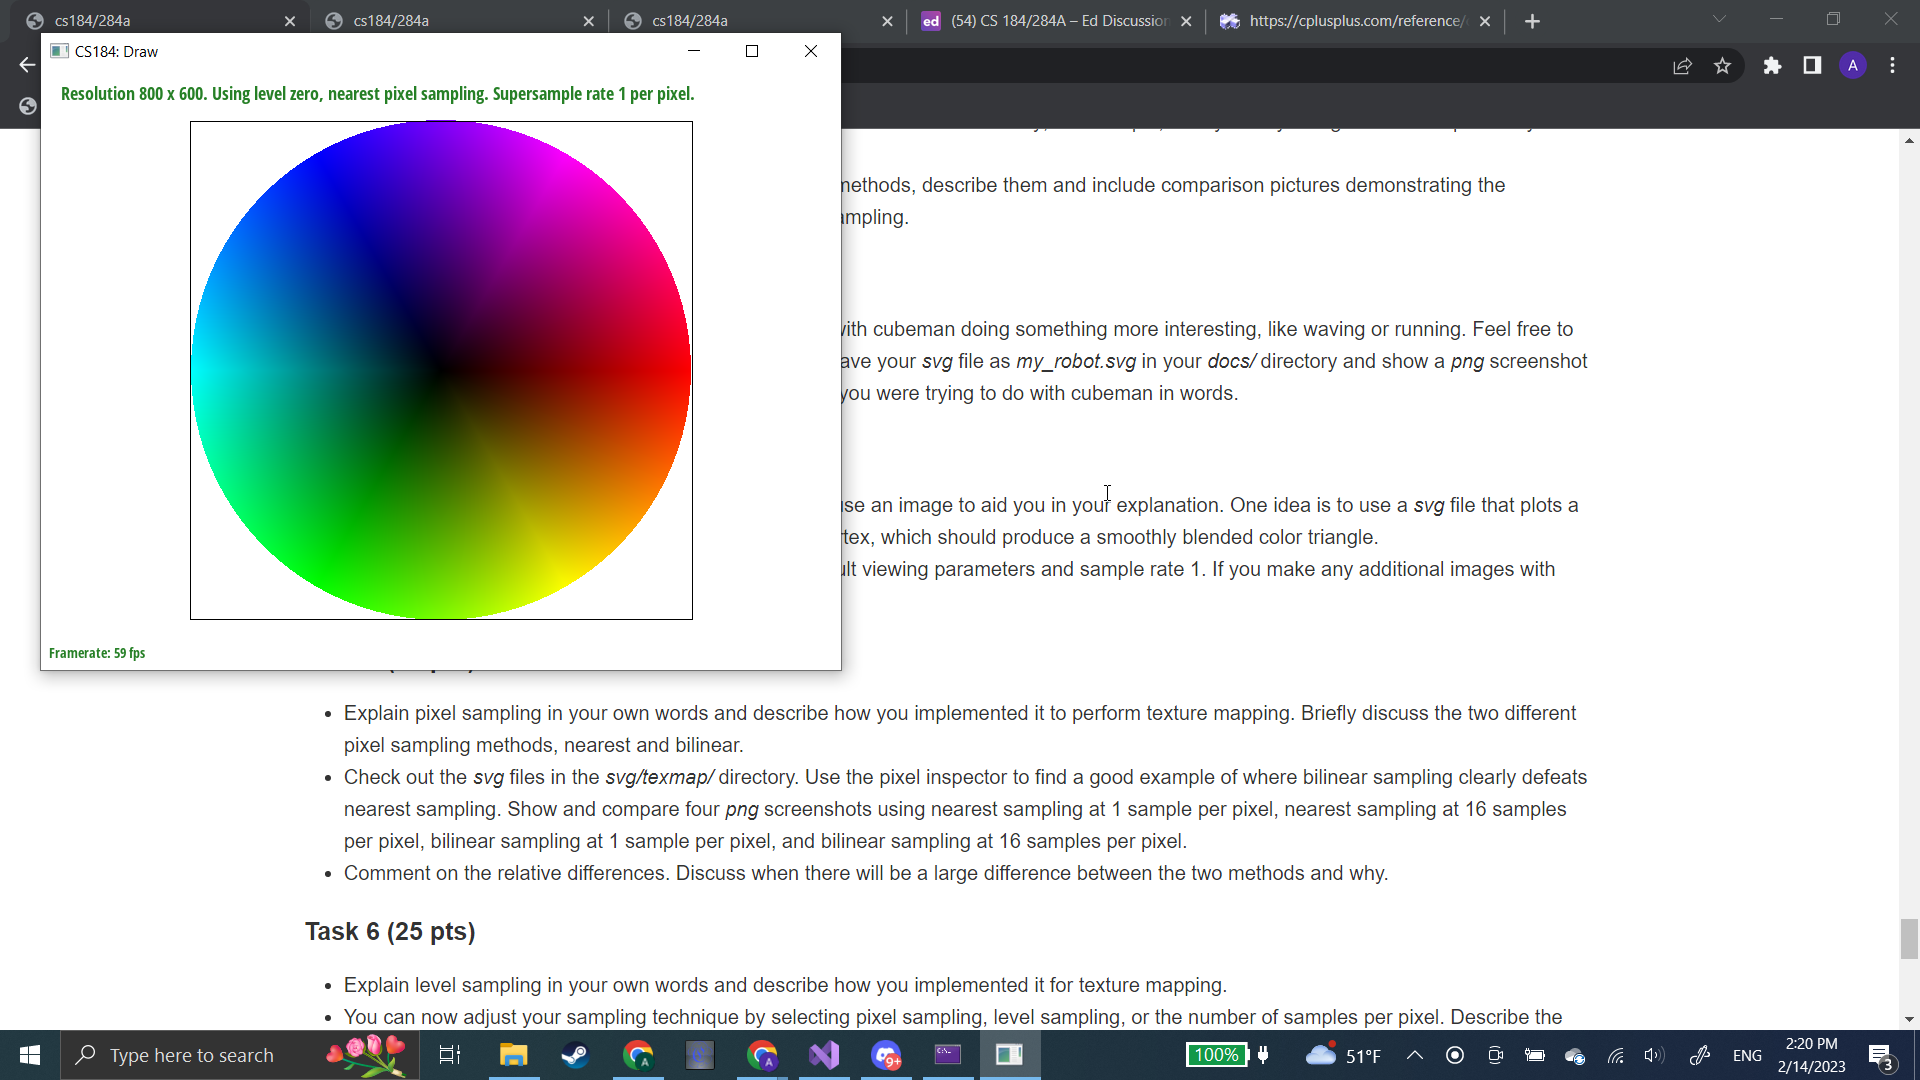 cs184/284a
cs184/284a
cs184/284a
ed (54) CS 184/284A – Ed Discussion
https://cplusplus.com/reference/
A
CS184: Draw
Resolution 800 x 600. Using level zero, nearest pixel sampling. Supersample rate 1 per pixel.
Framerate: 59 fps
methods, describe them and include comparison pictures demonstrating the
ampling.
with cubeman doing something more interesting, like waving or running. Feel free to
ave your svg file as my_robot.svg in your docs/ directory and show a png screenshot
you were trying to do with cubeman in words.
use an image to aid you in your explanation. One idea is to use a svg file that plots a
rtex, which should produce a smoothly blended color triangle.
ult viewing parameters and sample rate 1. If you make any additional images with
• Explain pixel sampling in your own words and describe how you implemented it to perform texture mapping. Briefly discuss the two different
pixel sampling methods, nearest and bilinear.
• Check out the svg files in the svg/texmap/ directory. Use the pixel inspector to find a good example of where bilinear sampling clearly defeats
nearest sampling. Show and compare four png screenshots using nearest sampling at 1 sample per pixel, nearest sampling at 16 samples
per pixel, bilinear sampling at 1 sample per pixel, and bilinear sampling at 16 samples per pixel.
• Comment on the relative differences. Discuss when there will be a large difference between the two methods and why.
Task 6 (25 pts)
• Explain level sampling in your own words and describe how you implemented it for texture mapping.
• You can now adjust your sampling technique by selecting pixel sampling, level sampling, or the number of samples per pixel. Describe the
Type here to search
A
A
9+
100%
51°F
ENG
2:20 PM
2/14/2023
3